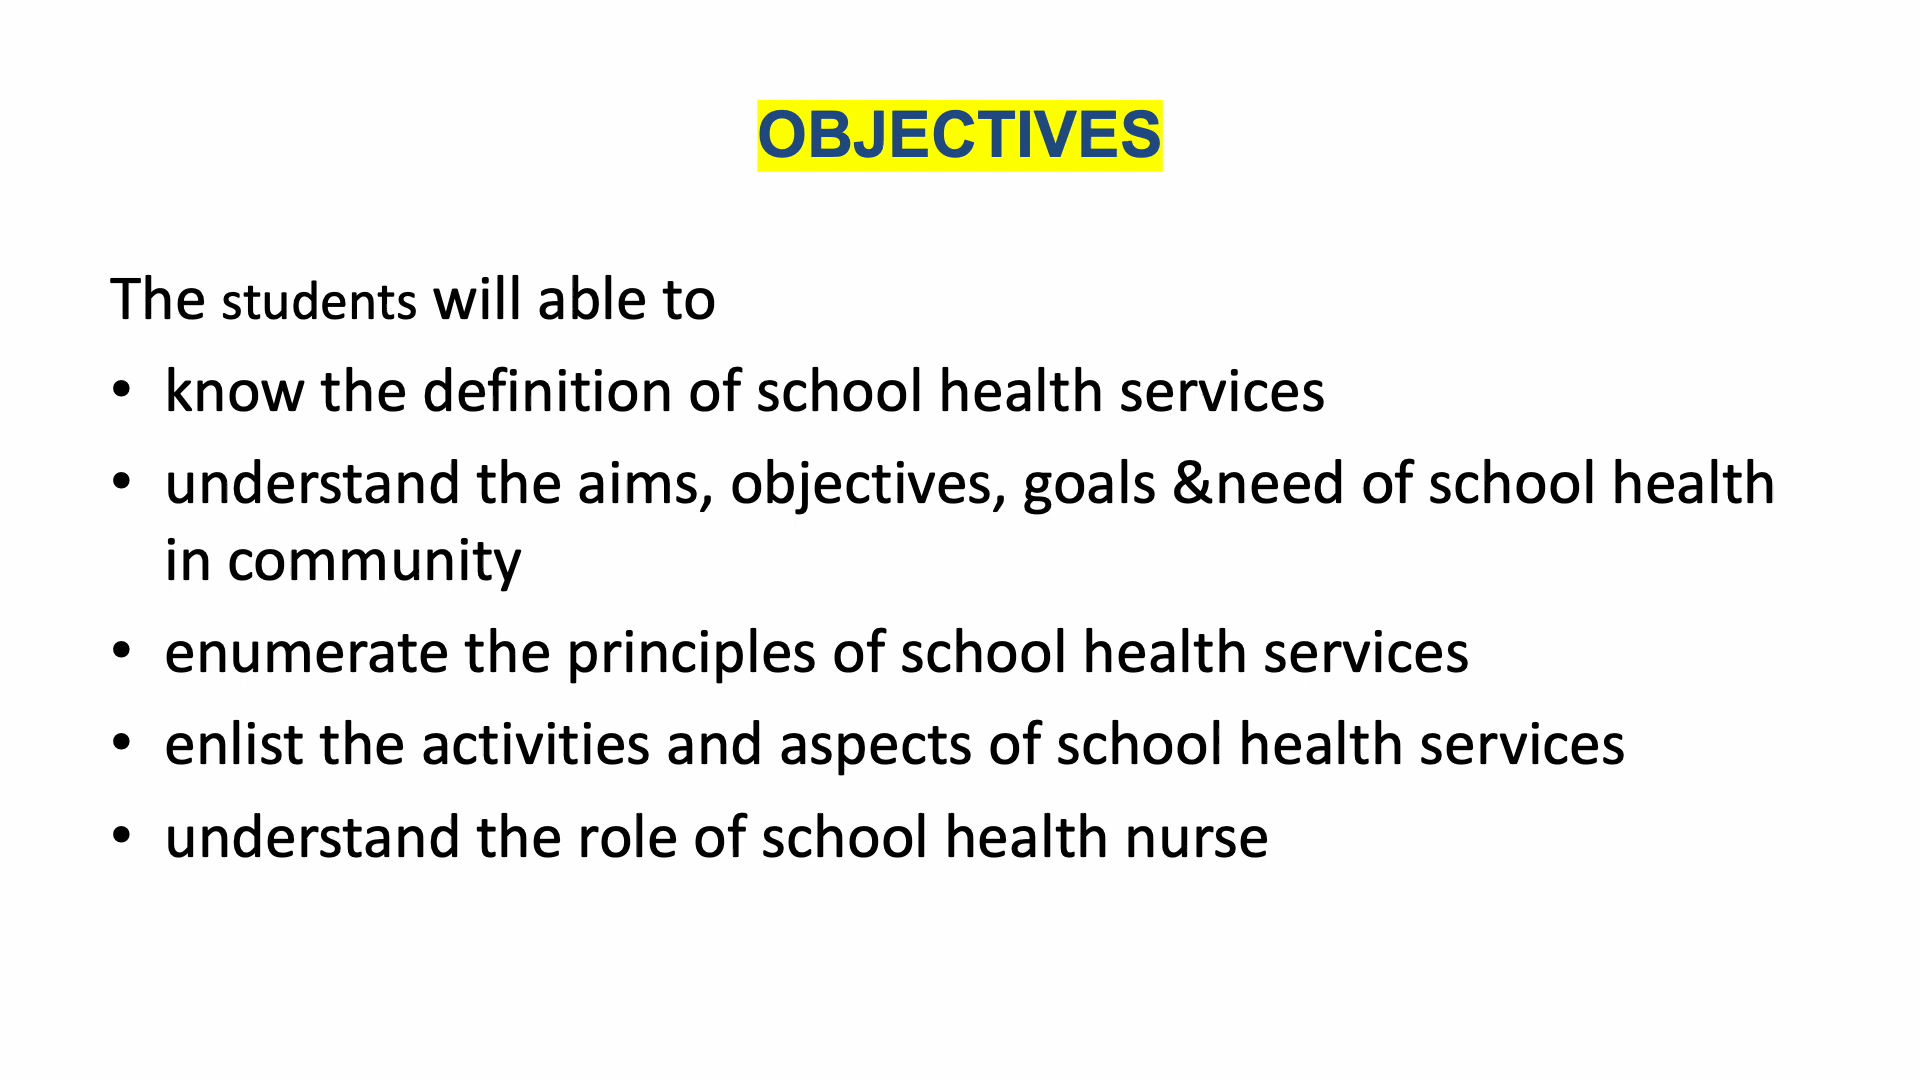 OBJECTIVES
The students will able to
• know the definition of school health services
• understand the aims, objectives, goals &need of school health
in community
• enumerate the principles of school health services
• enlist the activities and aspects of school health services
• understand the role of school health nurse